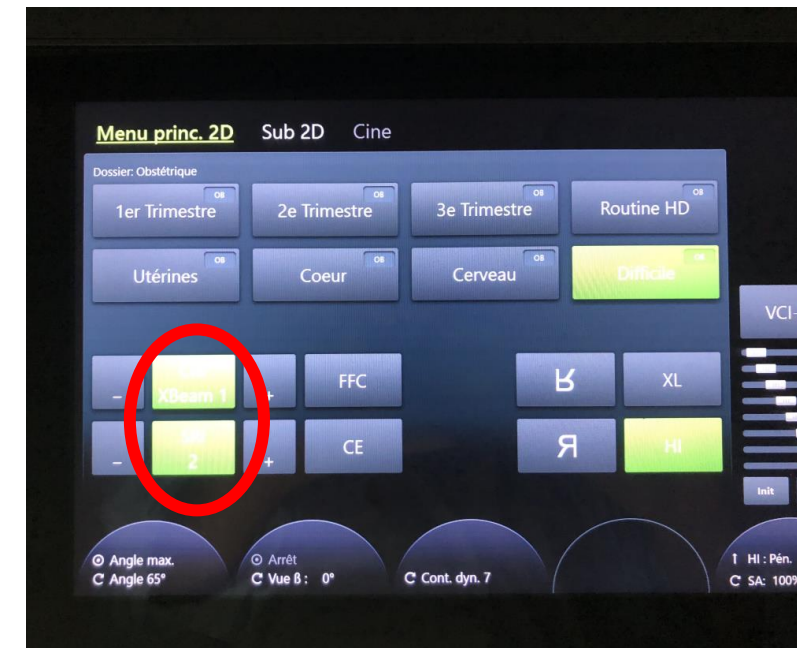 Menu princ. 2D Sub 2D Cine
Dossier: Obstétrique
OB OB OB OB
1er Trimestre 2e Trimestre 3e Trimestre Routine HD
OB OB OB OB
Utérines Coeur Cerveau Difficile
VCI-
- XBeam 1 + FFC R XL
- 2 + CE Я HI
Init
Angle max. Arrêt HI : Pén.
Angle 65° Vue ß : 0° Cont. dyn. 7 SA: 100%